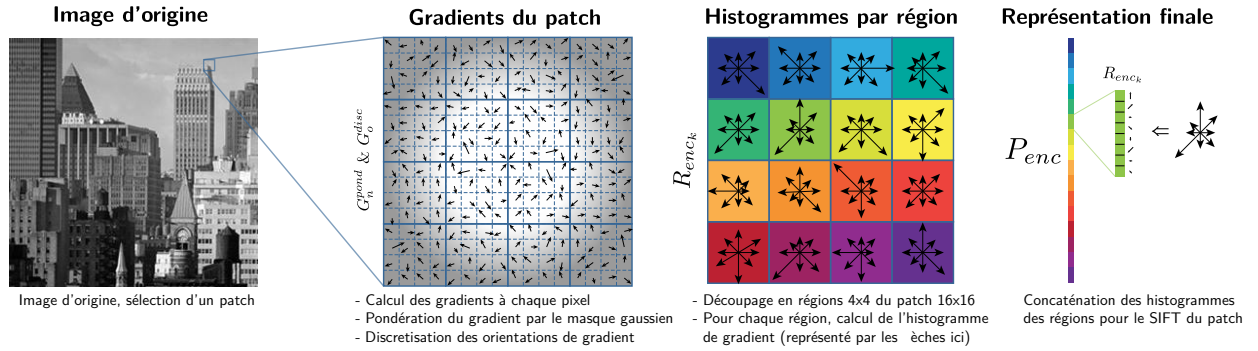 Image d'origine
Gradients du patch
Histogrammes par région
Représentation finale
G_n^{pond} & G_o^{disc}
R_{enc_k}
P_{enc}
R_{enc_k}
⇐
Image d'origine, sélection d'un patch
- Calcul des gradients à chaque pixel
- Pondération du gradient par le masque gaussien
- Discretisation des orientations de gradient
- Découpage en régions 4x4 du patch 16x16
- Pour chaque région, calcul de l'histogramme
de gradient (représenté par les èches ici)
Concaténation des histogrammes
des régions pour le SIFT du patch